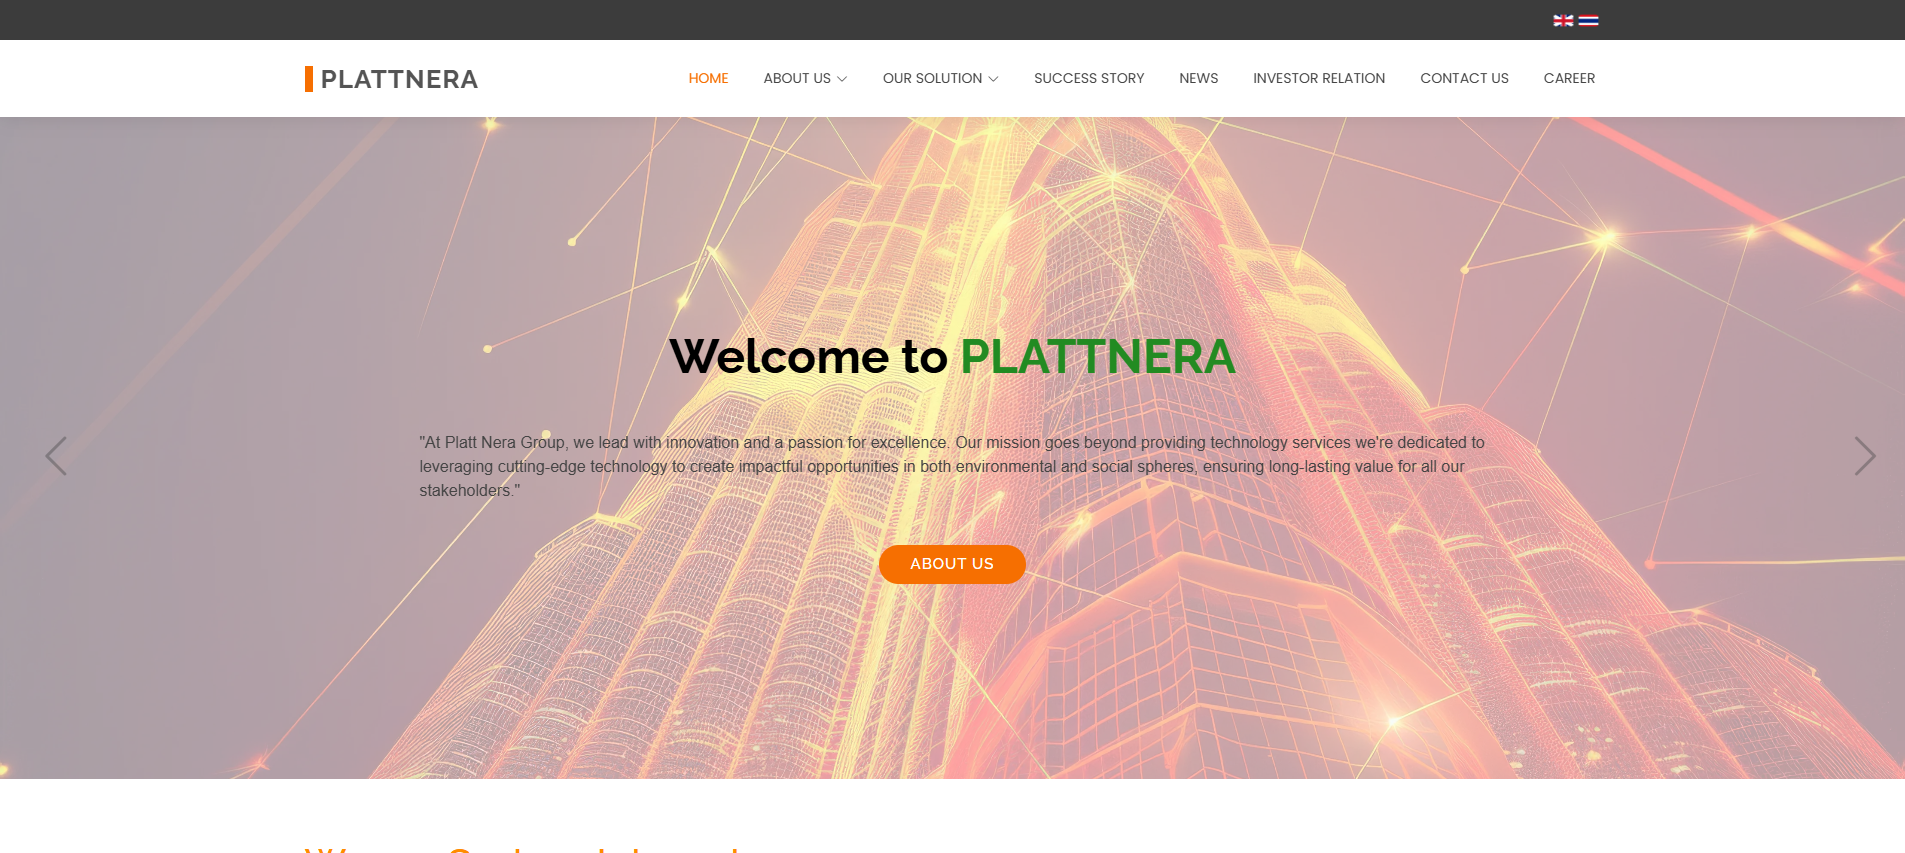 PLATTNERA
HOME ABOUT US OUR SOLUTION SUCCESS STORY NEWS INVESTOR RELATION CONTACT US CAREER
Welcome to PLATTNERA
"At Platt Nera Group, we lead with innovation and a passion for excellence. Our mission goes beyond providing technology services we're dedicated to
leveraging cutting-edge technology to create impactful opportunities in both environmental and social spheres, ensuring long-lasting value for all our
stakeholders."
ABOUT US